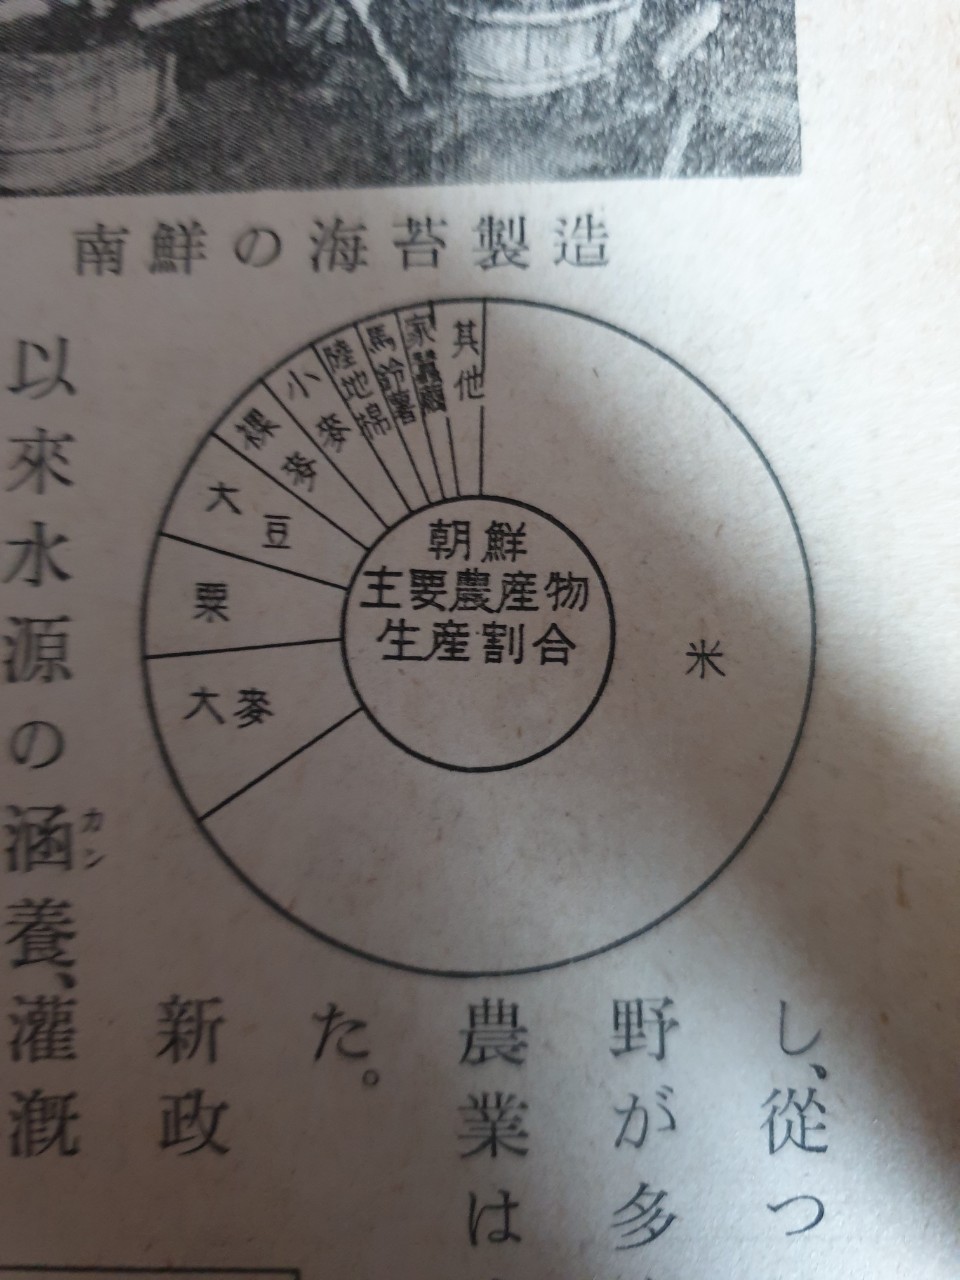 南鮮の海苔製造
朝鮮
主要農産物
生産割合
米
大麥
粟
大豆
裸麥
小麥
陸地綿
馬鈴薯
家蠶繭
其他
し、從つ
野が多
農業は
た。
新政
以來水源の涵養、灌漑
カン